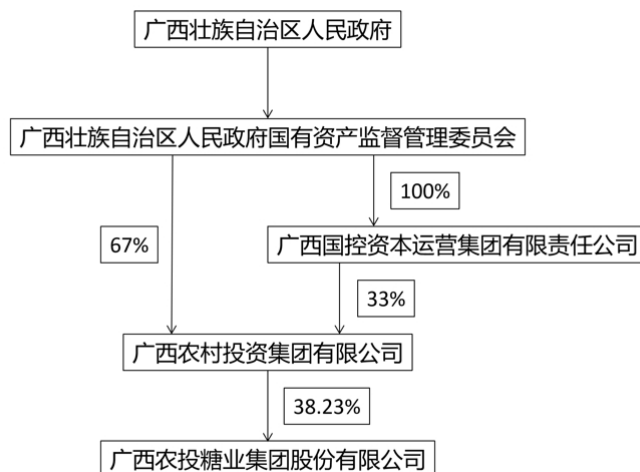 广西壮族自治区人民政府
广西壮族自治区人民政府国有资产监督管理委员会
100%
67%
广西国控资本运营集团有限责任公司
33%
广西农村投资集团有限公司
38.23%
广西农投糖业集团股份有限公司